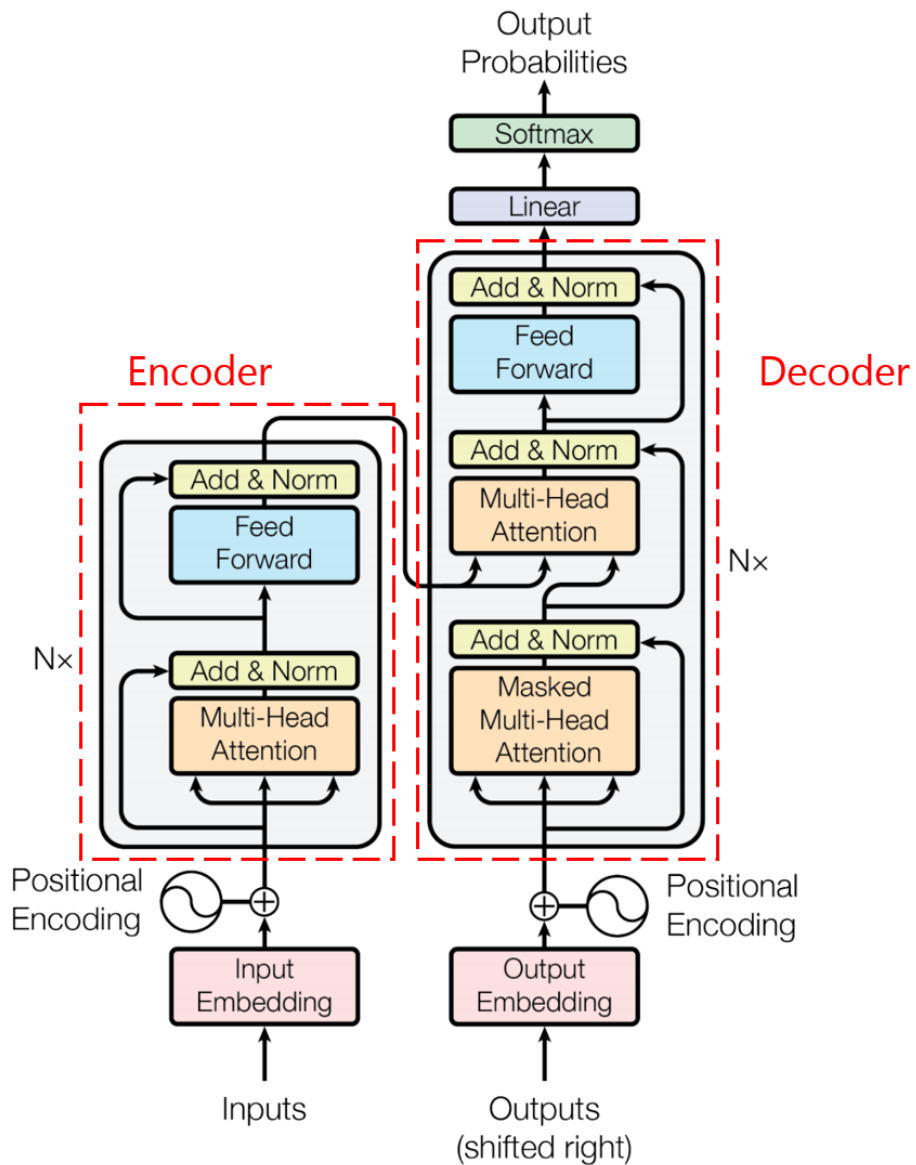 Output
Probabilities
Softmax
Linear
Decoder
Add & Norm
Feed
Forward
Add & Norm
Multi-Head
Attention
N×
Add & Norm
Masked
Multi-Head
Attention
Encoder
Add & Norm
Feed
Forward
N×
Add & Norm
Multi-Head
Attention
Positional
Encoding
Positional
Encoding
Input
Embedding
Output
Embedding
Inputs
Outputs
(shifted right)